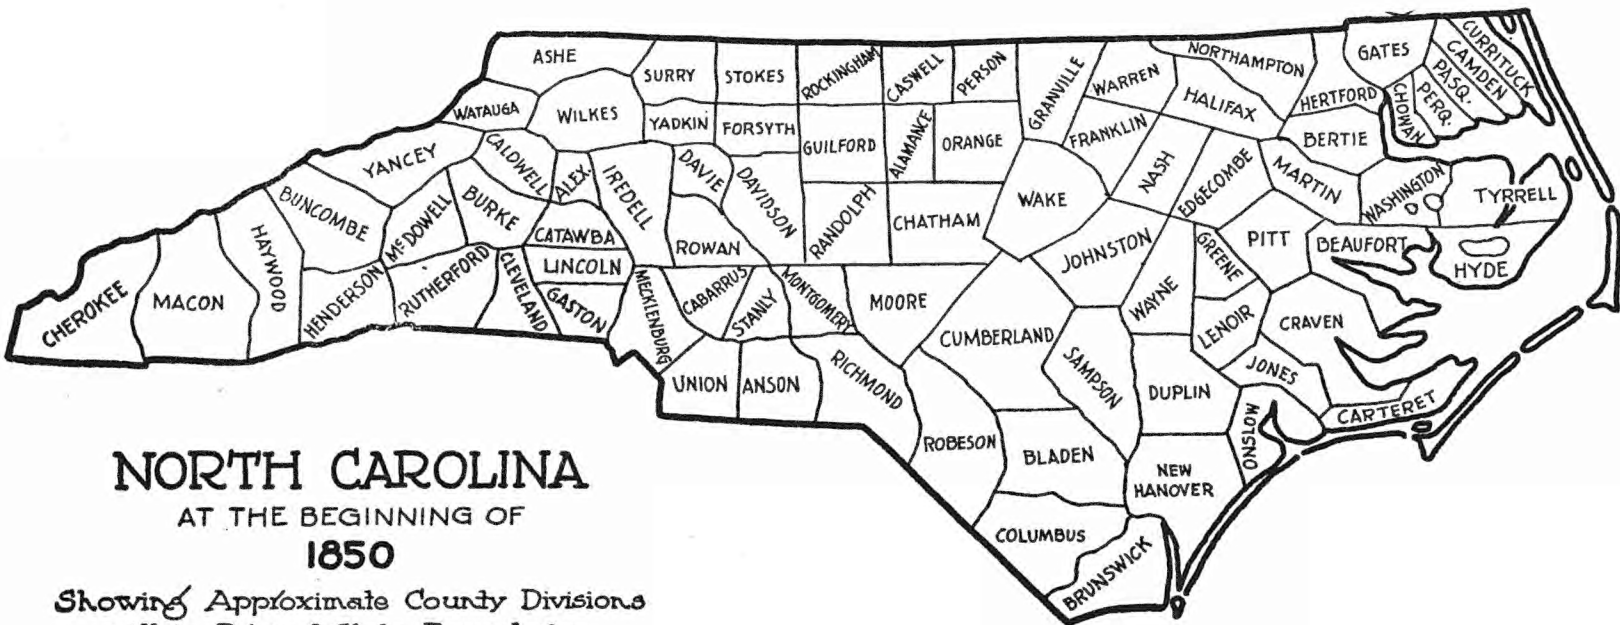 ASHE
SURRY
STOKES
ROCKINGHAM
CASWELL
PERSON
GRANVILLE
WARREN
NORTHAMPTON
GATES
CURRITUCK
CAMDEN
PASQ.
PERQ.
CHOWAN
HERTFORD
HALIFAX
WATAUGA
WILKES
YADKIN
FORSYTH
GUILFORD
ALAMANCE
ORANGE
FRANKLIN
BERTIE
YANCEY
CALDWELL
ALEX.
IREDELL
DAVIE
DAVIDSON
RANDOLPH
CHATHAM
WAKE
NASH
EDGECOMBE
MARTIN
WASHINGTON
TYRRELL
BUNCOMBE
McDOWELL
BURKE
CATAWBA
ROWAN
JOHNSTON
GREENE
PITT
BEAUFORT
HYDE
CHEROKEE
MACON
HAYWOOD
HENDERSON
RUTHERFORD
CLEVELAND
LINCOLN
GASTON
MECKLENBURG
CABARRUS
STANLY
MONTGOMERY
MOORE
CUMBERLAND
WAYNE
LENOIR
CRAVEN
UNION
ANSON
RICHMOND
SAMPSON
DUPLIN
JONES
CARTERET
ONSLOW
ROBESON
BLADEN
NEW
HANOVER
COLUMBUS
BRUNSWICK
NORTH CAROLINA
AT THE BEGINNING OF
1850
Showing Approximate County Divisions